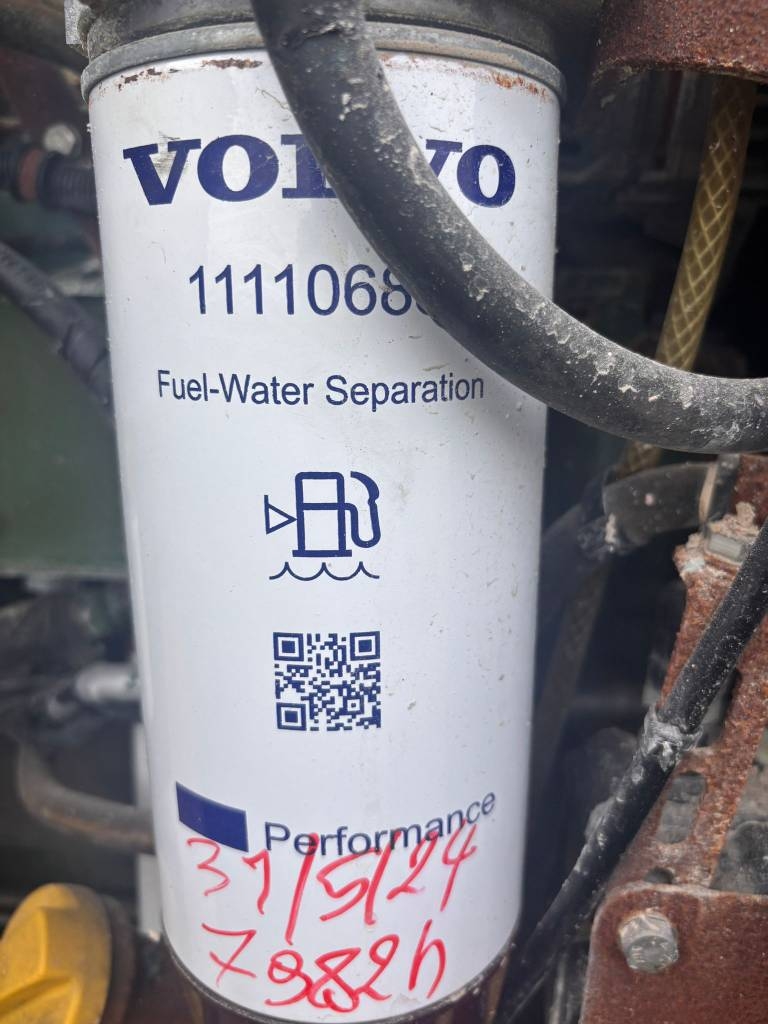 VOLVO
1111068
Fuel-Water Separation
Performance
31/5/24
7982h